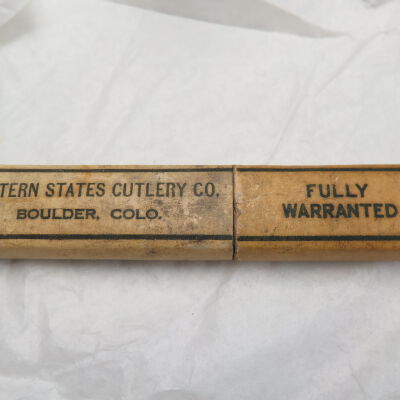 TERN STATES CUTLERY CO.
BOULDER, COLO.
FULLY
WARRANTED